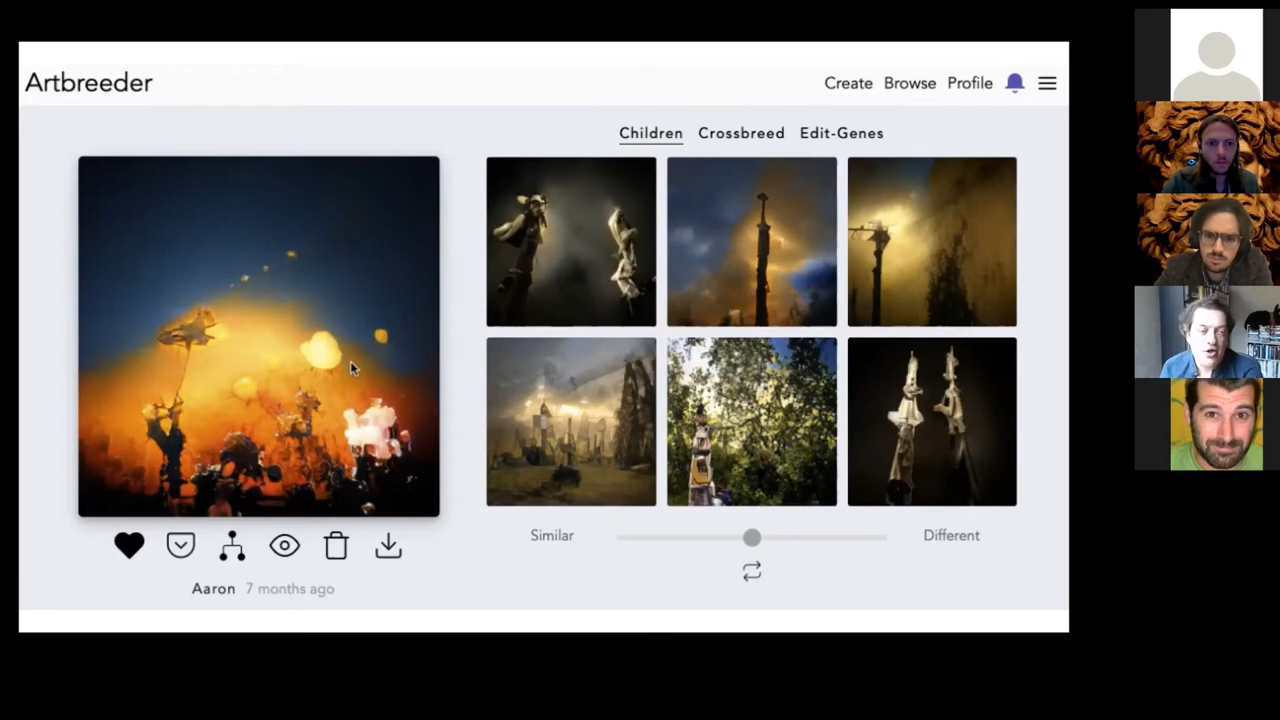 Artbreeder
Create Browse Profile
Children Crossbreed Edit-Genes
Similar Different
Aaron 7 months ago